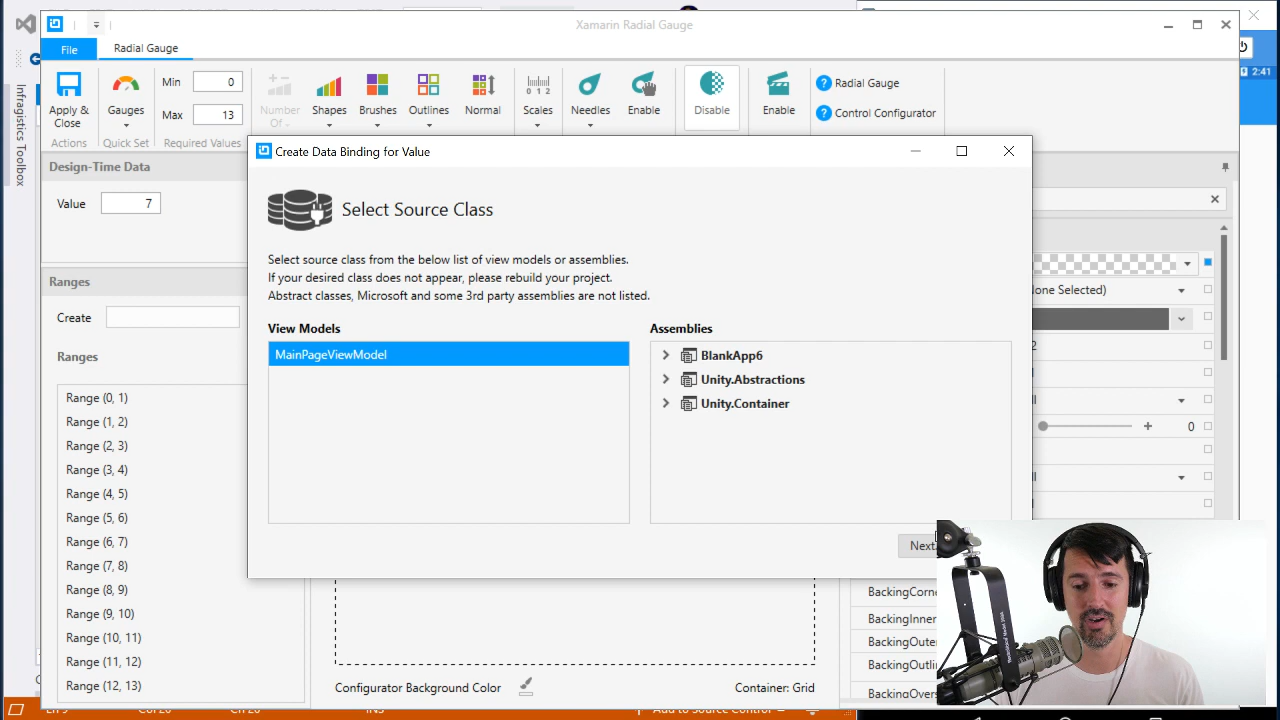 Xamarin Radial Gauge
File
Radial Gauge
2:41
Infragistics Toolbox
Apply & Close
Gauges
Min 0
Max 13
Number Of
Shapes
Brushes
Outlines
Normal
Scales
Needles
Enable
Disable
Enable
Radial Gauge
Control Configurator
Actions
Quick Set
Required Values
Design-Time Data
Value 7
Ranges
Create
Ranges
Range (0, 1)
Range (1, 2)
Range (2, 3)
Range (3, 4)
Range (4, 5)
Range (5, 6)
Range (6, 7)
Range (7, 8)
Range (8, 9)
Range (9, 10)
Range (10, 11)
Range (11, 12)
Range (12, 13)
Create Data Binding for Value
Select Source Class
Select source class from the below list of view models or assemblies.
If your desired class does not appear, please rebuild your project.
Abstract classes, Microsoft and some 3rd party assemblies are not listed.
View Models
MainPageViewModel
Assemblies
BlankApp6
Unity.Abstractions
Unity.Container
Next
0
Configurator Background Color
Container: Grid